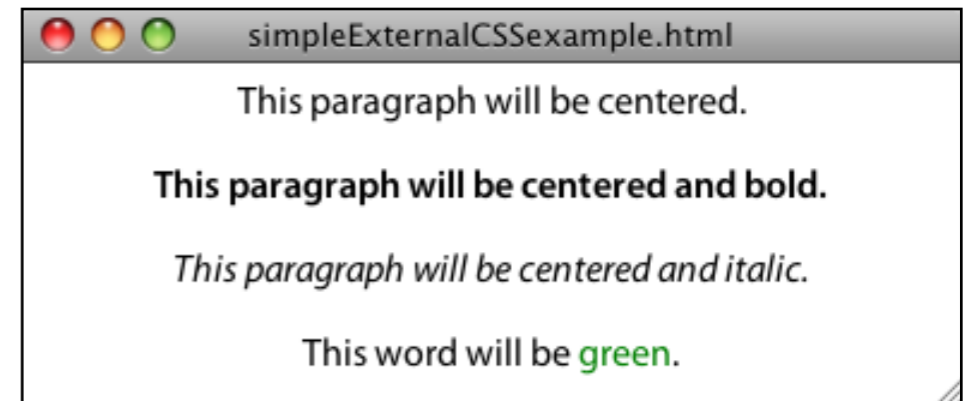 simpleExternalCSSexample.html
This paragraph will be centered.
This paragraph will be centered and bold.
This paragraph will be centered and italic.
This word will be green.